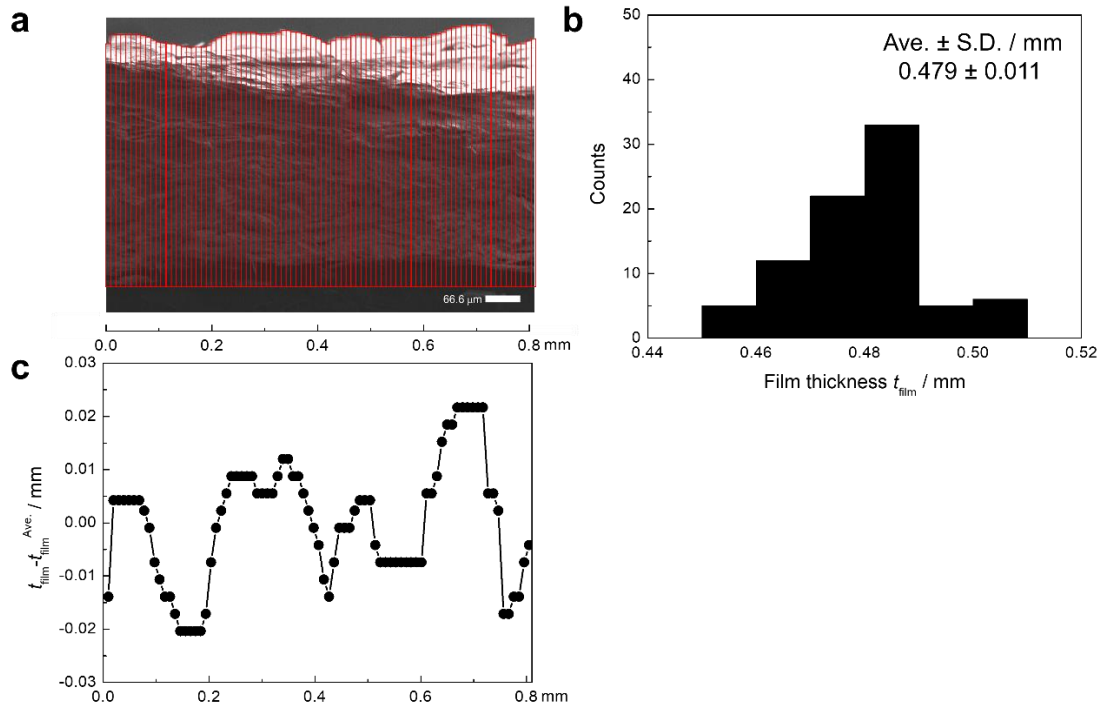 a
66.6 μm
0.0 0.2 0.4 0.6 0.8 mm
b
50
40
30
20
10
0
Counts
Ave. ± S.D. / mm
0.479 ± 0.011
0.44 0.46 0.48 0.50 0.52
Film thickness tfilm / mm
c
0.03
0.02
0.01
0.00
-0.01
-0.02
-0.03
tfilm-tfilmAve. / mm
0.0 0.2 0.4 0.6 0.8 mm